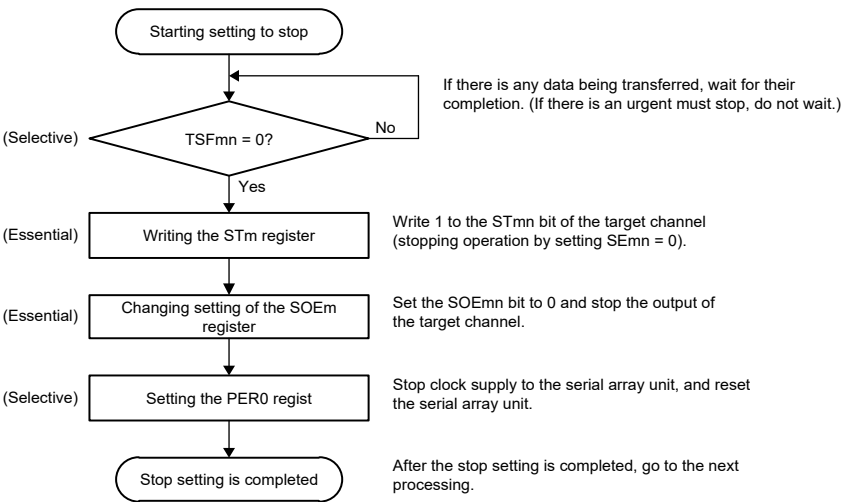 Starting setting to stop
If there is any data being transferred, wait for their
completion. (If there is an urgent must stop, do not wait.)
(Selective)
TSFmn = 0?
No
Yes
(Essential)
Writing the STm register
Write 1 to the STmn bit of the target channel
(stopping operation by setting SEmn = 0).
(Essential)
Changing setting of the SOEm
register
Set the SOEmn bit to 0 and stop the output of
the target channel.
(Selective)
Setting the PER0 regist
Stop clock supply to the serial array unit, and reset
the serial array unit.
Stop setting is completed
After the stop setting is completed, go to the next
processing.